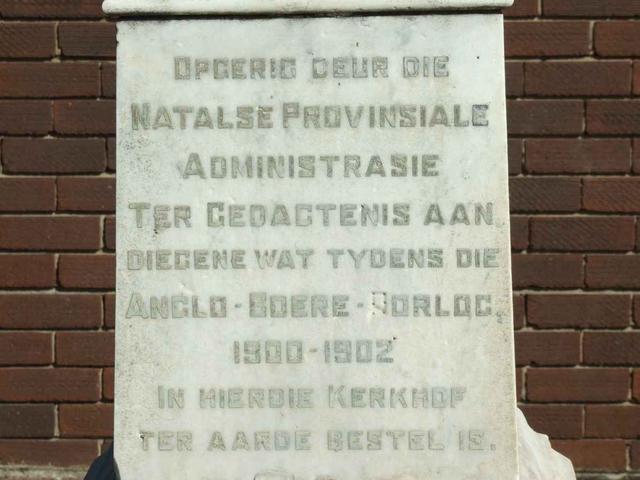 OPGERIG DEUR DIE
NATALSE PROVINSIALE
ADMINISTRASIE
TER GEDAGTENIS AAN
DIEGENE WAT TYDENS DIE
ANGLO-BOERE-OORLOG
1900-1902
IN HIERDIE KERKHOF
TER AARDE BESTEL IS.